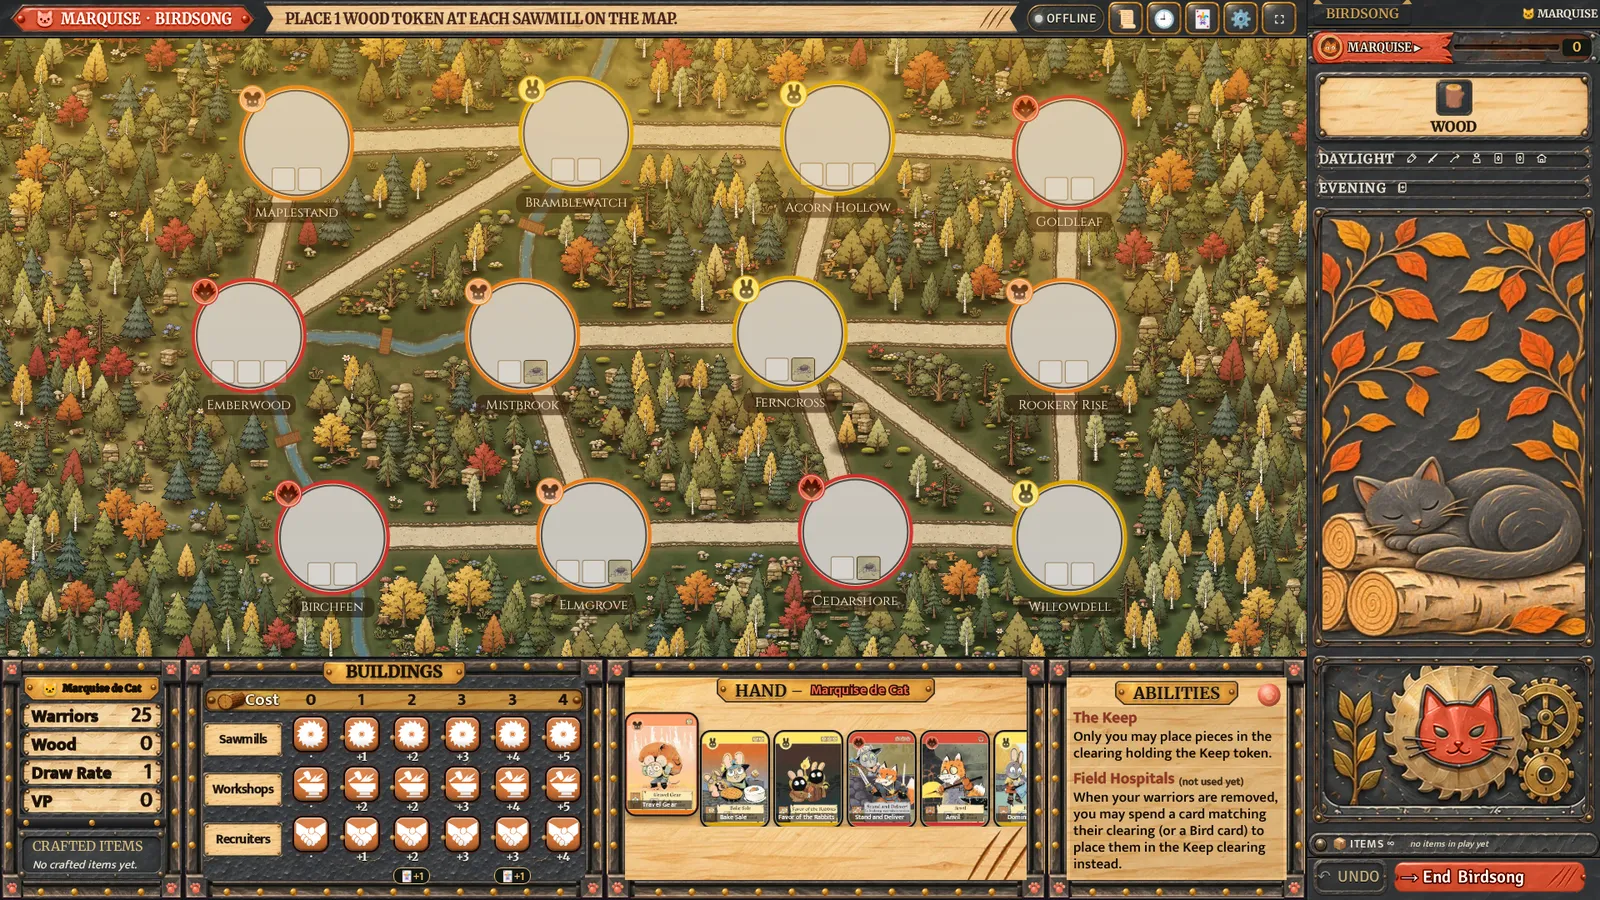 MARQUISE · BIRDSONG
PLACE 1 WOOD TOKEN AT EACH SAWMILL ON THE MAP.
OFFLINE
BIRDSONG
MARQUISE
MARQUISE
0
WOOD
DAYLIGHT
EVENING
MAPLESTAND
BRAMBLEWATCH
ACORN HOLLOW
GOLDLEAF
EMBERWOOD
MISTBROOK
FERNCROSS
ROOKERY RISE
BIRCHFEN
ELMGROVE
CEDARSHORE
WILLOWDELL
Marquise de Cat
Warriors 25
Wood 0
Draw Rate 1
VP 0
CRAFTED ITEMS
No crafted items yet.
BUILDINGS
Cost 0 1 2 3 3 4
Sawmills
+1 +2 +3 +4 +5
Workshops
+2 +2 +3 +4 +5
Recruiters
+1 +2 +3 +3 +4
+1 +1
HAND – Marquise de Cat
Travel Gear
Bake Sale
Favor of the Rabbits
Stand and Deliver
Anvil
Domin
ABILITIES
The Keep
Only you may place pieces in the
clearing holding the Keep token.
Field Hospitals (not used yet)
When your warriors are removed,
you may spend a card matching
their clearing (or a Bird card) to
place them in the Keep clearing
instead.
ITEMS ∞ no items in play yet
UNDO
→ End Birdsong